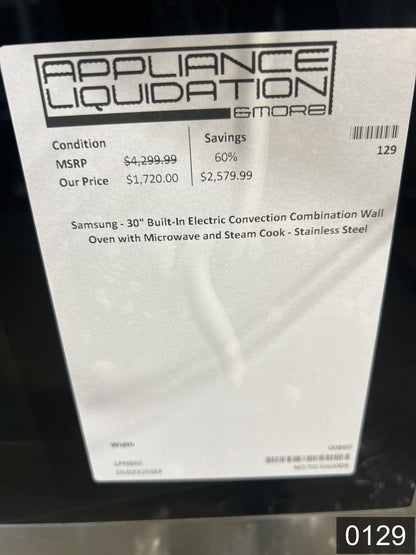 APPLIANCE
LIQUIDATION
&MORE
Condition
Savings
129
MSRP $4,299.99 60%
Our Price $1,720.00 $2,579.99
Samsung - 30" Built-In Electric Convection Combination Wall
Oven with Microwave and Steam Cook - Stainless Steel
Width
0129